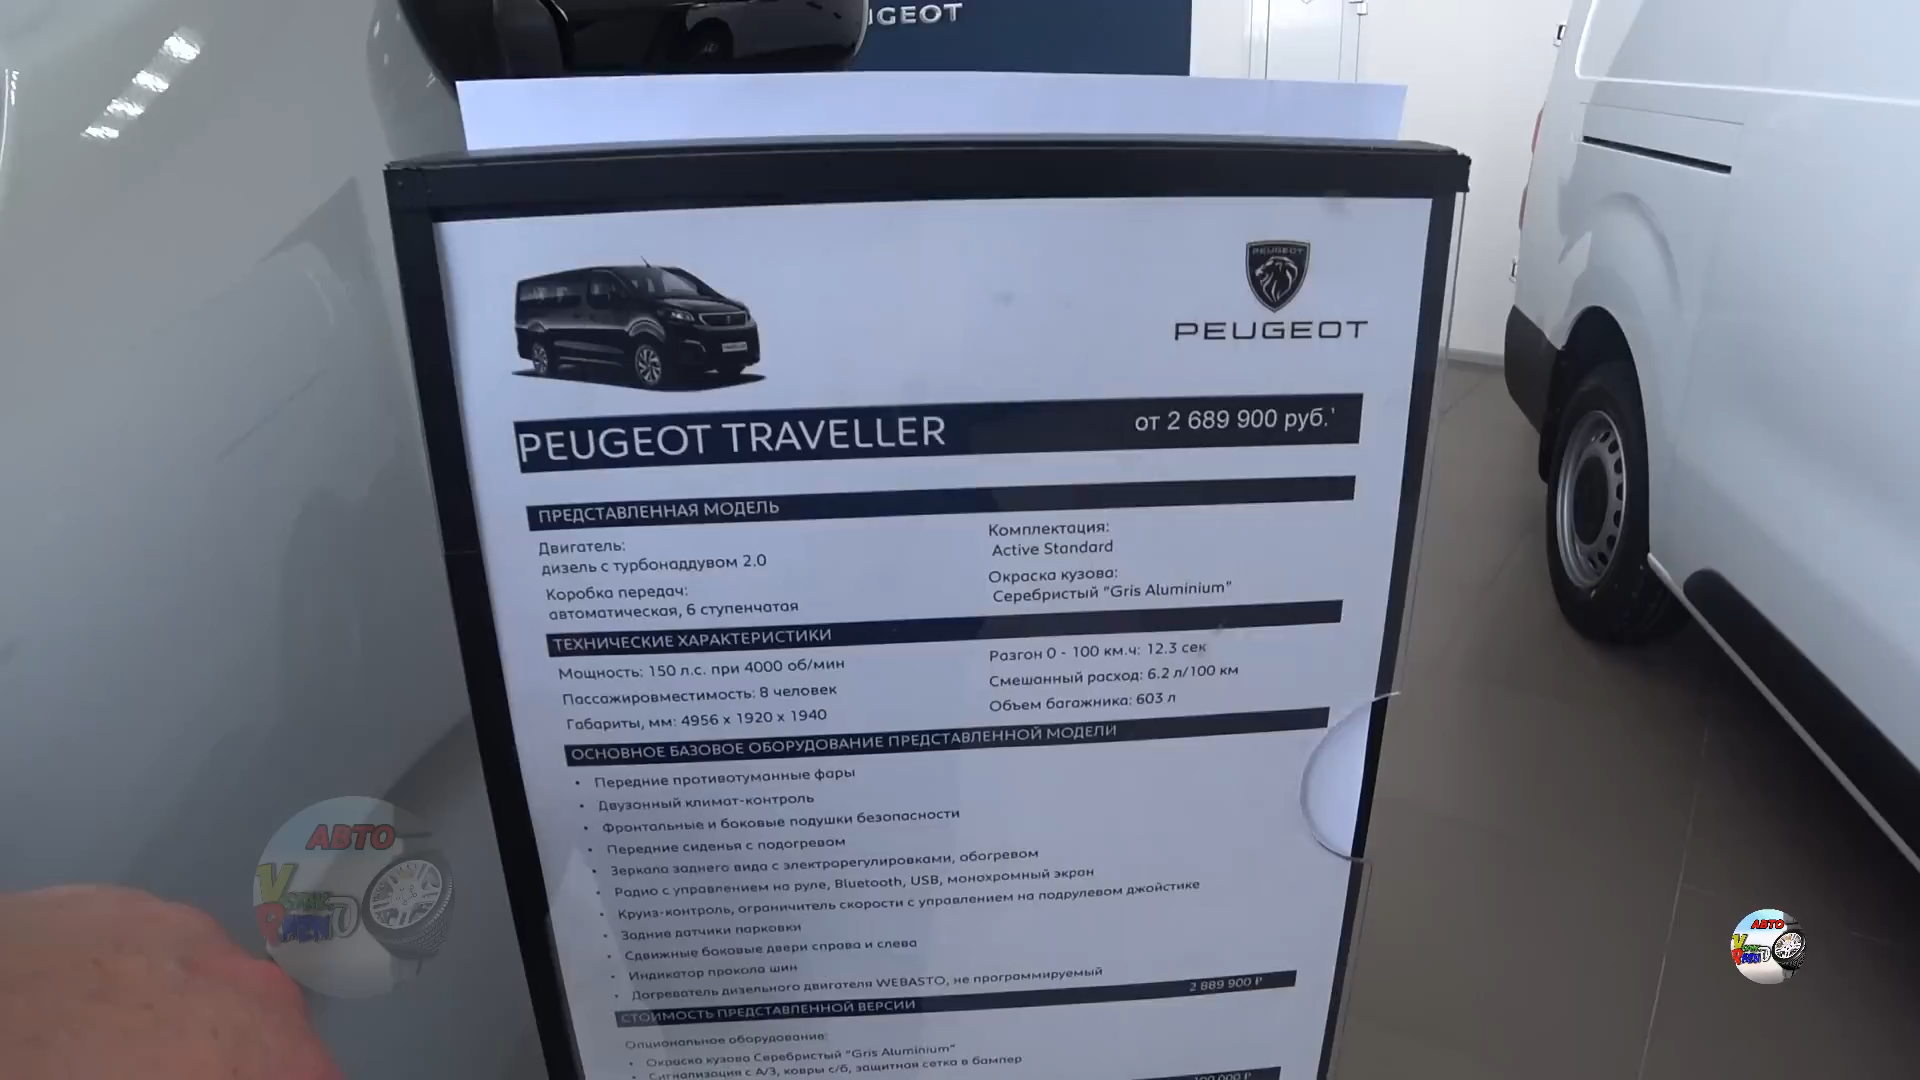 PEUGEOT
PEUGEOT
PEUGEOT TRAVELLER
от 2 689 900 руб.¹
ПРЕДСТАВЛЕННАЯ МОДЕЛЬ
Двигатель:
дизель с турбонаддувом 2.0
Коробка передач:
автоматическая, 6 ступенчатая
Комплектация:
Active Standard
Окраска кузова:
Серебристый "Gris Aluminium"
ТЕХНИЧЕСКИЕ ХАРАКТЕРИСТИКИ
Мощность: 150 л.с. при 4000 об/мин
Пассажировместимость: 8 человек
Габариты, мм: 4956 x 1920 x 1940
Разгон 0 - 100 км.ч: 12.3 сек
Смешанный расход: 6.2 л/100 км
Объем багажника: 603 л
ОСНОВНОЕ БАЗОВОЕ ОБОРУДОВАНИЕ ПРЕДСТАВЛЕННОЙ МОДЕЛИ
• Передние противотуманные фары
• Двузонный климат-контроль
• Фронтальные и боковые подушки безопасности
• Передние сиденья с подогревом
• Зеркала заднего вида с электрорегулировками, обогревом
• Радио с управлением на руле, Bluetooth, USB, монохромный экран
• Круиз-контроль, ограничитель скорости с управлением на подрулевом джойстике
• Задние датчики парковки
• Сдвижные боковые двери справа и слева
• Индикатор прокола шин
• Догреватель дизельного двигателя WEBASTO, не программируемый
СТОИМОСТЬ ПРЕДСТАВЛЕННОЙ ВЕРСИИ
2 889 900 ₽
Опциональное оборудование:
• Окраска кузова Серебристый "Gris Aluminium"
• Сигнализация с А/З, ковры с/б, защитная сетка в бампер
АВТО
АВТО